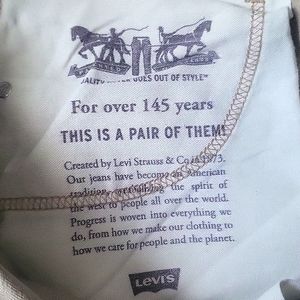 QUALITY NEVER GOES OUT OF STYLE™
For over 145 years
THIS IS A PAIR OF THEM!
Created by Levi Strauss & Co in 1873.
Our jeans have become an American
tradition, the spirit of
the west to people all over the world.
Progress is woven into everything we
do, from how we make our clothing to
how we care for people and the planet.
LEVI'S